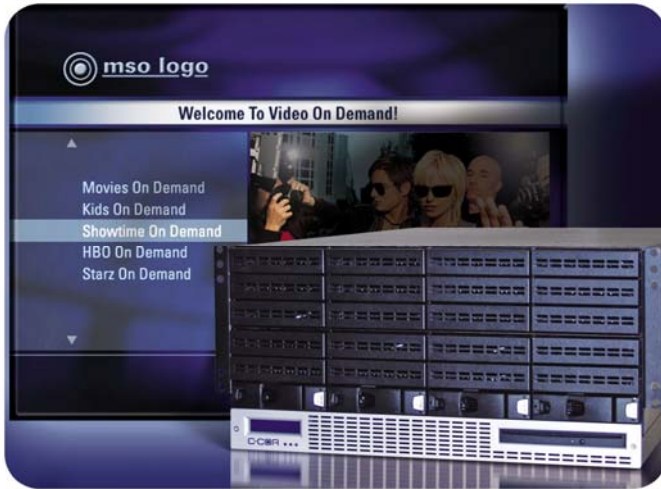 mso logo
Welcome To Video On Demand!
Movies On Demand
Kids On Demand
Showtime On Demand
HBO On Demand
Starz On Demand
C-COR